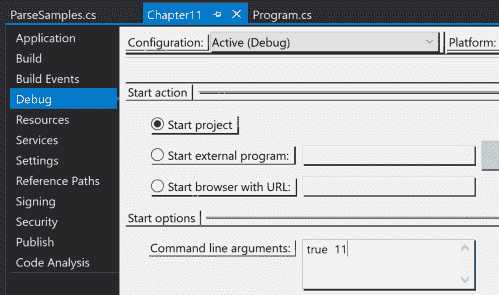 ParseSamples.cs Chapter11 Program.cs
Application
Build
Build Events
Debug
Resources
Services
Settings
Reference Paths
Signing
Security
Publish
Code Analysis
Configuration: Active (Debug) Platform:
Start action
Start project
Start external program:
Start browser with URL:
Start options
Command line arguments: true 11